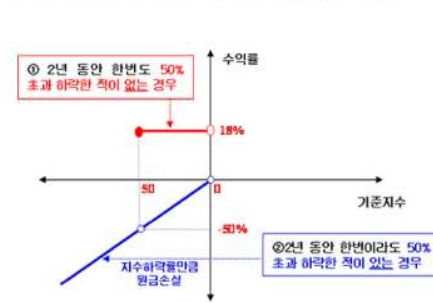 수익률
① 2년 동안 한번도 50%
초과 하락한 적이 없는 경우
18%
50
0
기준지수
-50%
②2년 동안 한번이라도 50%
초과 하락한 적이 있는 경우
지수하락률만큼
원금손실